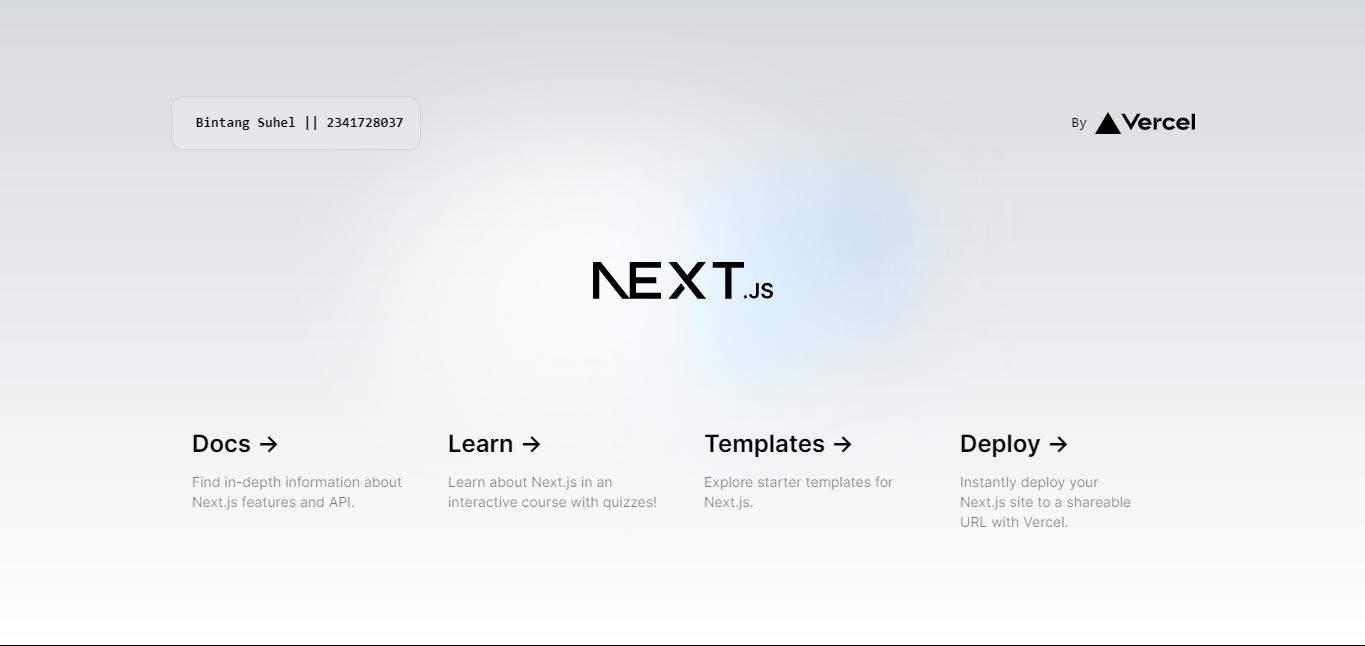 Bintang Suhel || 2341728037
By Vercel
NEXT.JS
Docs →
Find in-depth information about
Next.js features and API.
Learn →
Learn about Next.js in an
interactive course with quizzes!
Templates →
Explore starter templates for
Next.js.
Deploy →
Instantly deploy your
Next.js site to a shareable
URL with Vercel.